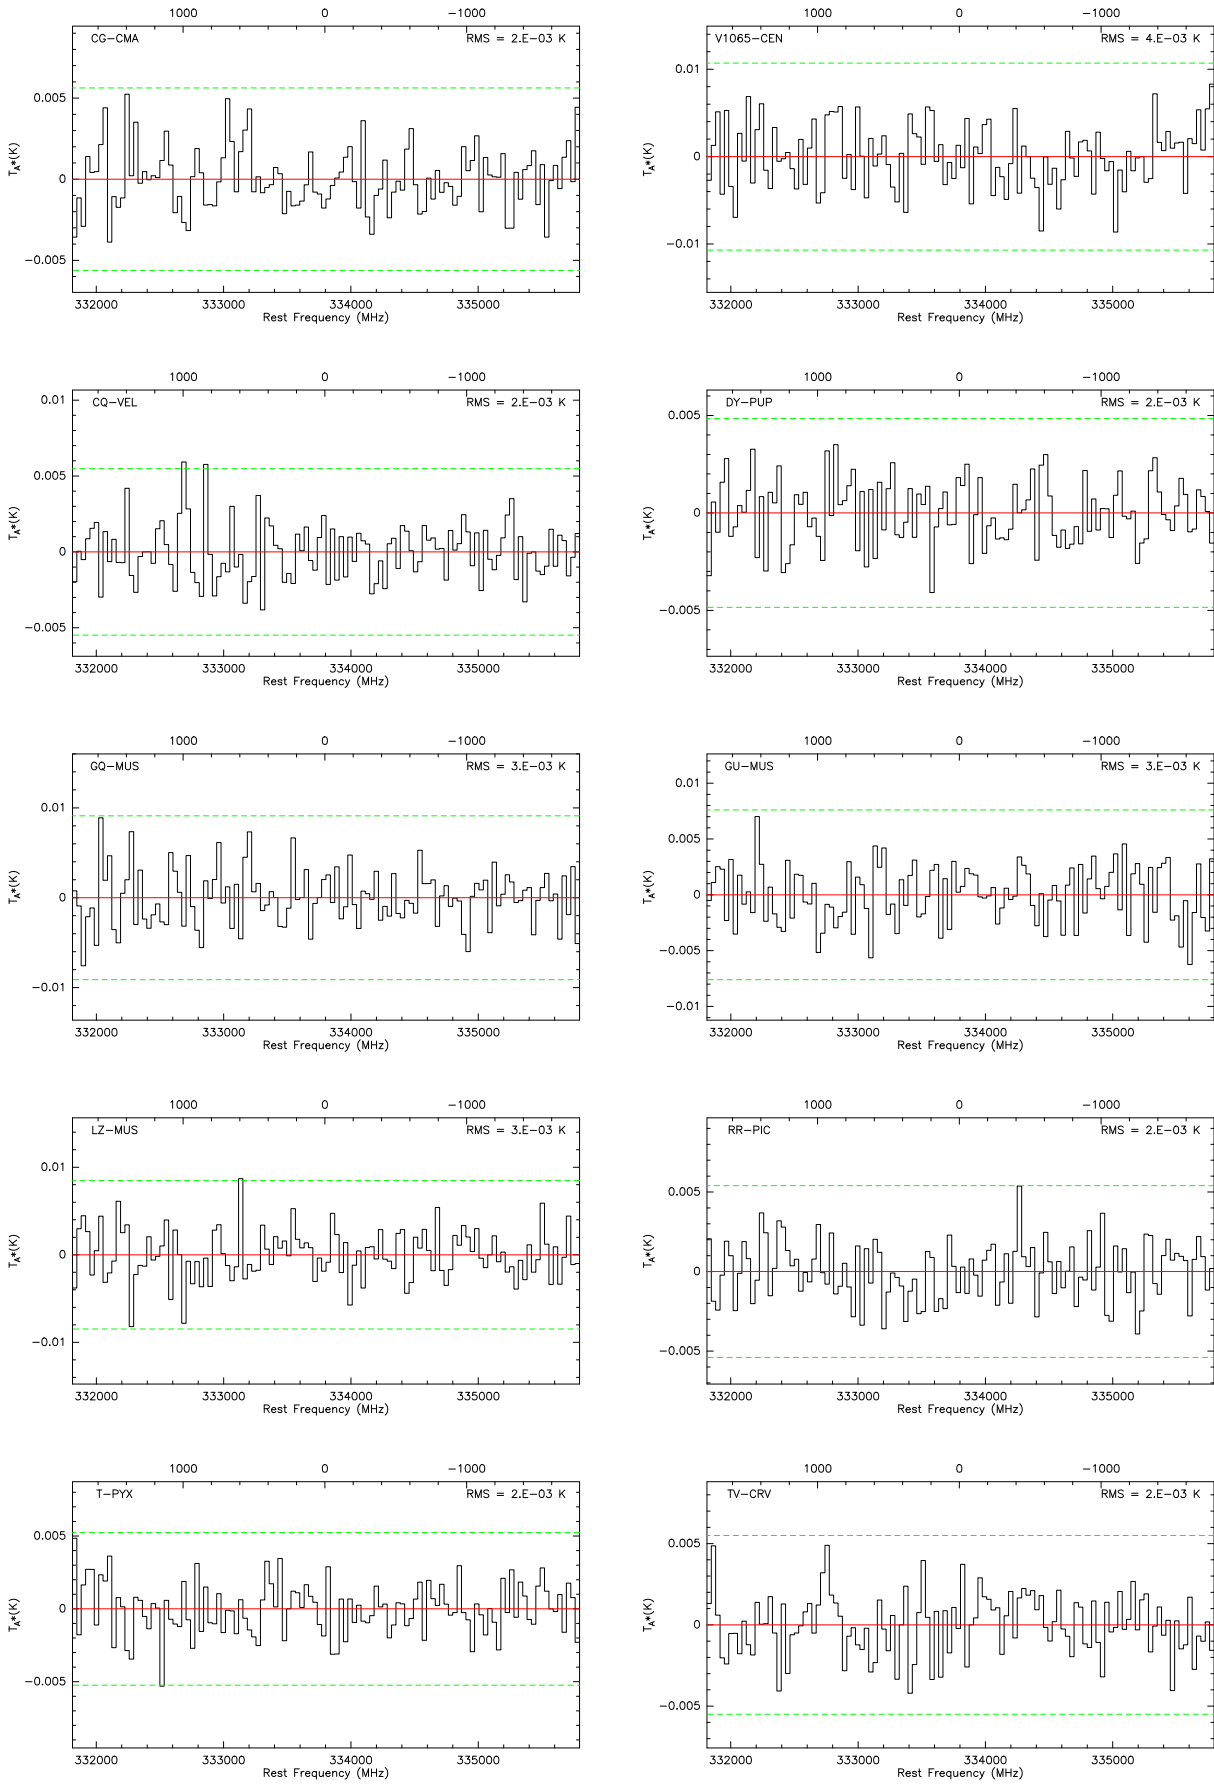 1000 0 -1000
CG-CMA RMS = 2.E-03 K
0.005
0
-0.005
T_A*(K)
332000 333000 334000 335000
Rest Frequency (MHz)
1000 0 -1000
V1065-CEN RMS = 4.E-03 K
0.01
0
-0.01
T_A*(K)
332000 333000 334000 335000
Rest Frequency (MHz)
1000 0 -1000
CQ-VEL RMS = 2.E-03 K
0.01
0.005
0
-0.005
T_A*(K)
332000 333000 334000 335000
Rest Frequency (MHz)
1000 0 -1000
DY-PUP RMS = 2.E-03 K
0.005
0
-0.005
T_A*(K)
332000 333000 334000 335000
Rest Frequency (MHz)
1000 0 -1000
GQ-MUS RMS = 3.E-03 K
0.01
0
-0.01
T_A*(K)
332000 333000 334000 335000
Rest Frequency (MHz)
1000 0 -1000
GU-MUS RMS = 3.E-03 K
0.01
0.005
0
-0.005
-0.01
T_A*(K)
332000 333000 334000 335000
Rest Frequency (MHz)
1000 0 -1000
LZ-MUS RMS = 3.E-03 K
0.01
0
-0.01
T_A*(K)
332000 333000 334000 335000
Rest Frequency (MHz)
1000 0 -1000
RR-PIC RMS = 2.E-03 K
0.005
0
-0.005
T_A*(K)
332000 333000 334000 335000
Rest Frequency (MHz)
1000 0 -1000
T-PYX RMS = 2.E-03 K
0.005
0
-0.005
T_A*(K)
332000 333000 334000 335000
Rest Frequency (MHz)
1000 0 -1000
TV-CRV RMS = 2.E-03 K
0.005
0
-0.005
T_A*(K)
332000 333000 334000 335000
Rest Frequency (MHz)